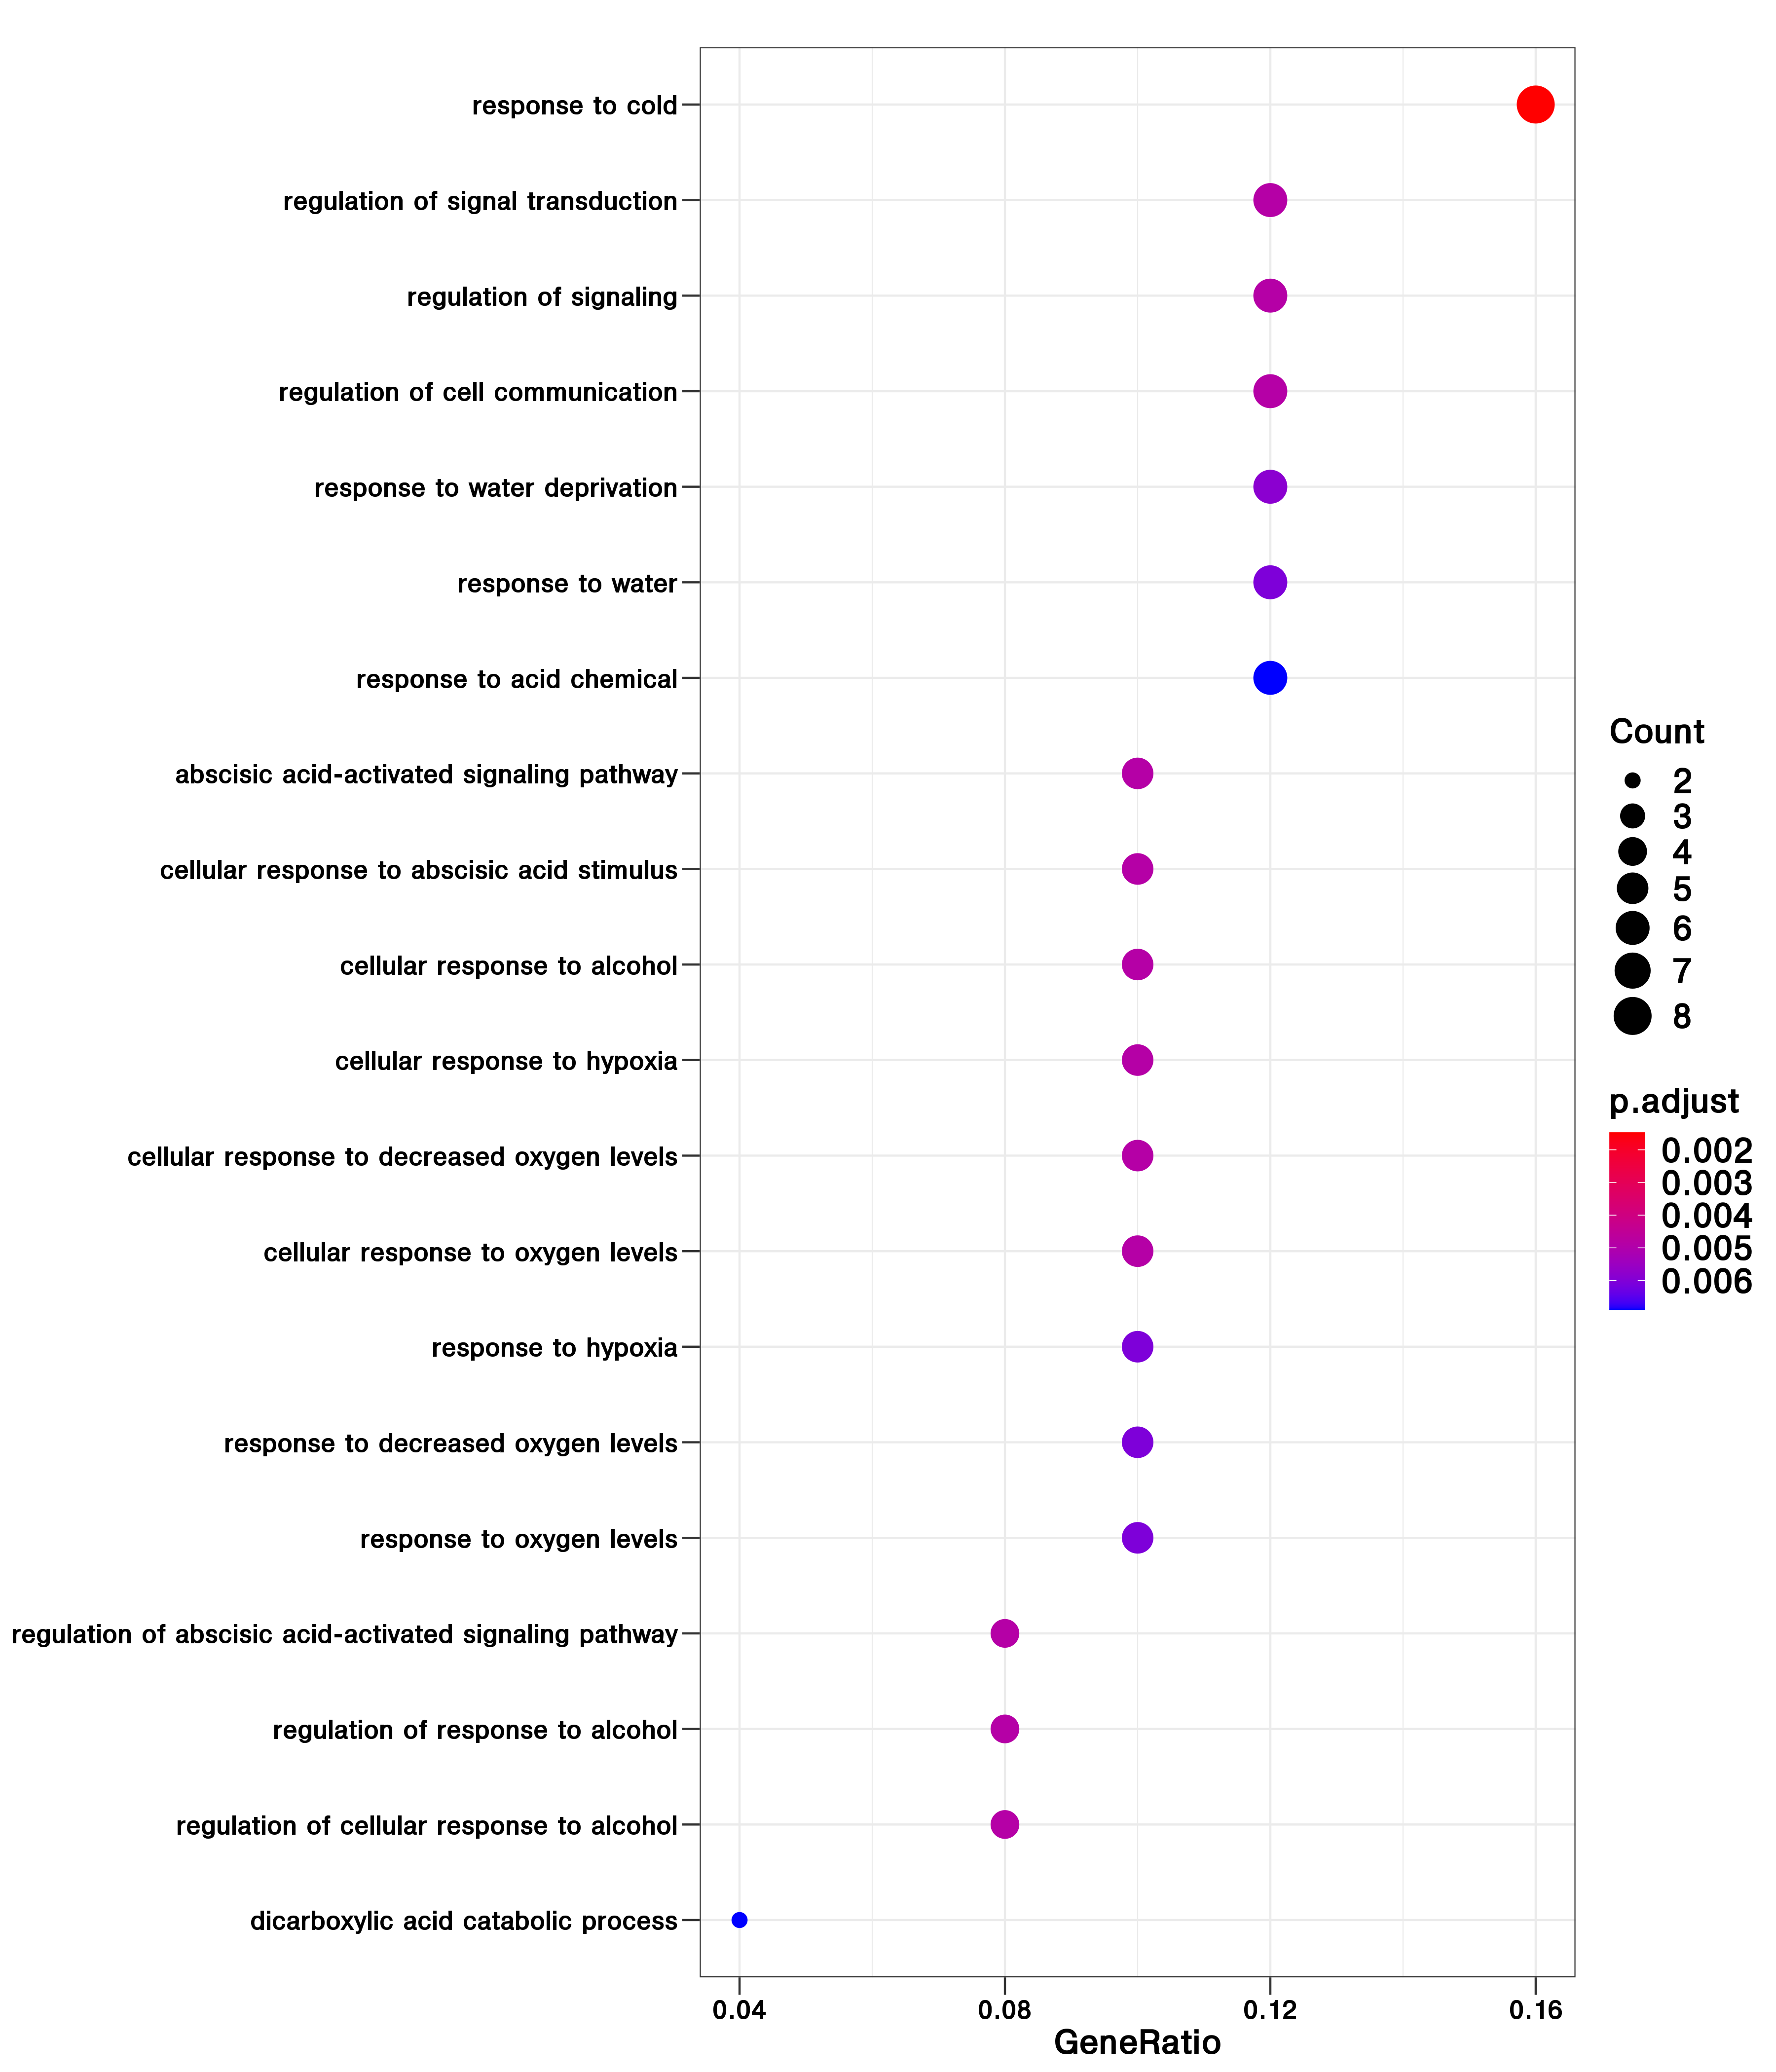 response to cold
regulation of signal transduction
regulation of signaling
regulation of cell communication
response to water deprivation
response to water
response to acid chemical
abscisic acid-activated signaling pathway
cellular response to abscisic acid stimulus
cellular response to alcohol
cellular response to hypoxia
cellular response to decreased oxygen levels
cellular response to oxygen levels
response to hypoxia
response to decreased oxygen levels
response to oxygen levels
regulation of abscisic acid-activated signaling pathway
regulation of response to alcohol
regulation of cellular response to alcohol
dicarboxylic acid catabolic process
0.04 0.08 0.12 0.16
GeneRatio
Count
2
3
4
5
6
7
8
p.adjust
0.002
0.003
0.004
0.005
0.006